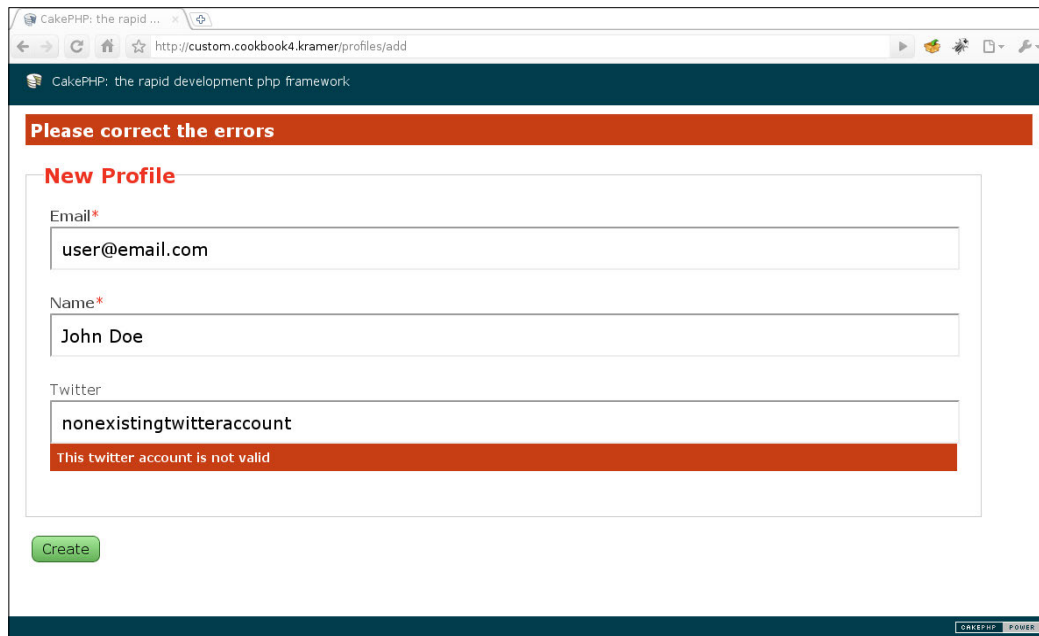 CakePHP: the rapid ...
http://custom.cookbook4.kramer/profiles/add
CakePHP: the rapid development php framework
Please correct the errors
New Profile
Email*
user@email.com
Name*
John Doe
Twitter
nonexistingtwitteraccount
This twitter account is not valid
Create
CAKEPHP POWER